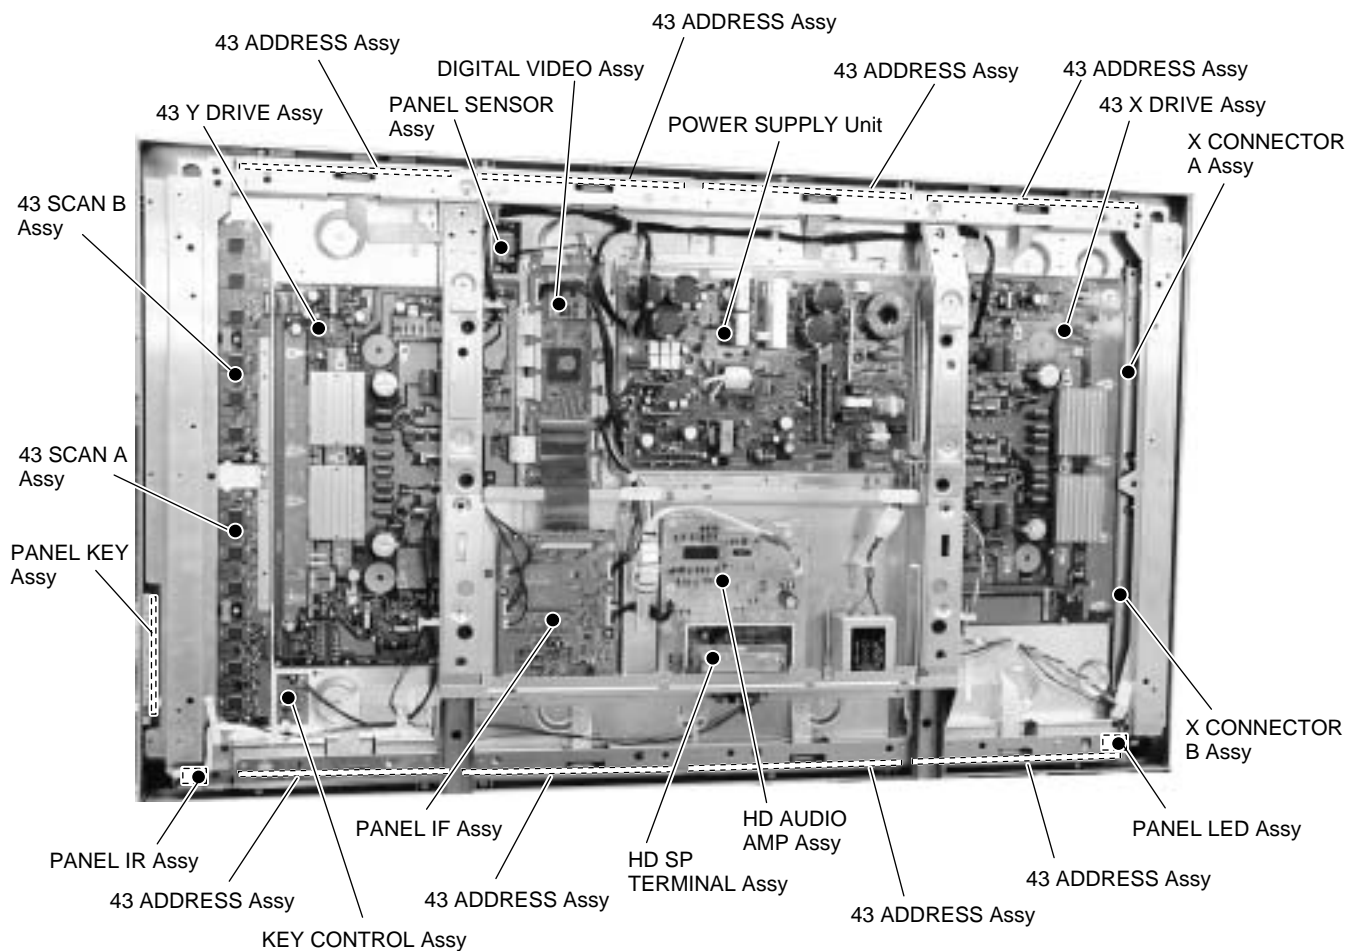 43 ADDRESS Assy
43 ADDRESS Assy
DIGITAL VIDEO Assy
43 ADDRESS Assy
43 ADDRESS Assy
PANEL SENSOR
Assy
43 Y DRIVE Assy
43 X DRIVE Assy
POWER SUPPLY Unit
X CONNECTOR
A Assy
43 SCAN B
Assy
43 SCAN A
Assy
PANEL KEY
Assy
X CONNECTOR
B Assy
PANEL IF Assy
HD AUDIO
AMP Assy
PANEL LED Assy
PANEL IR Assy
HD SP
TERMINAL Assy
43 ADDRESS Assy
43 ADDRESS Assy
43 ADDRESS Assy
43 ADDRESS Assy
KEY CONTROL Assy